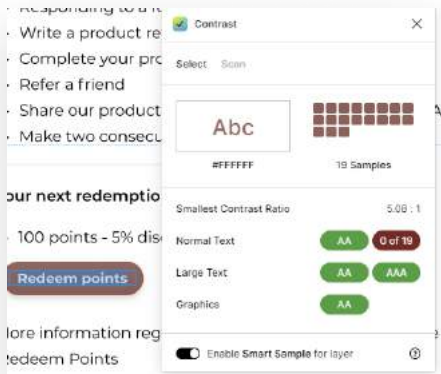 Write a product re
Complete your pro
Refer a friend
Share our product
Make two consecu
our next redemptio
100 points - 5% dis
Redeem points
lore information reg
Redeem Points
Contrast
Select Scan
Abc
#FFFFFF
19 Samples
Smallest Contrast Ratio 5.08 : 1
Normal Text AA 0 of 19
Large Text AA AAA
Graphics AA
Enable Smart Sample for layer